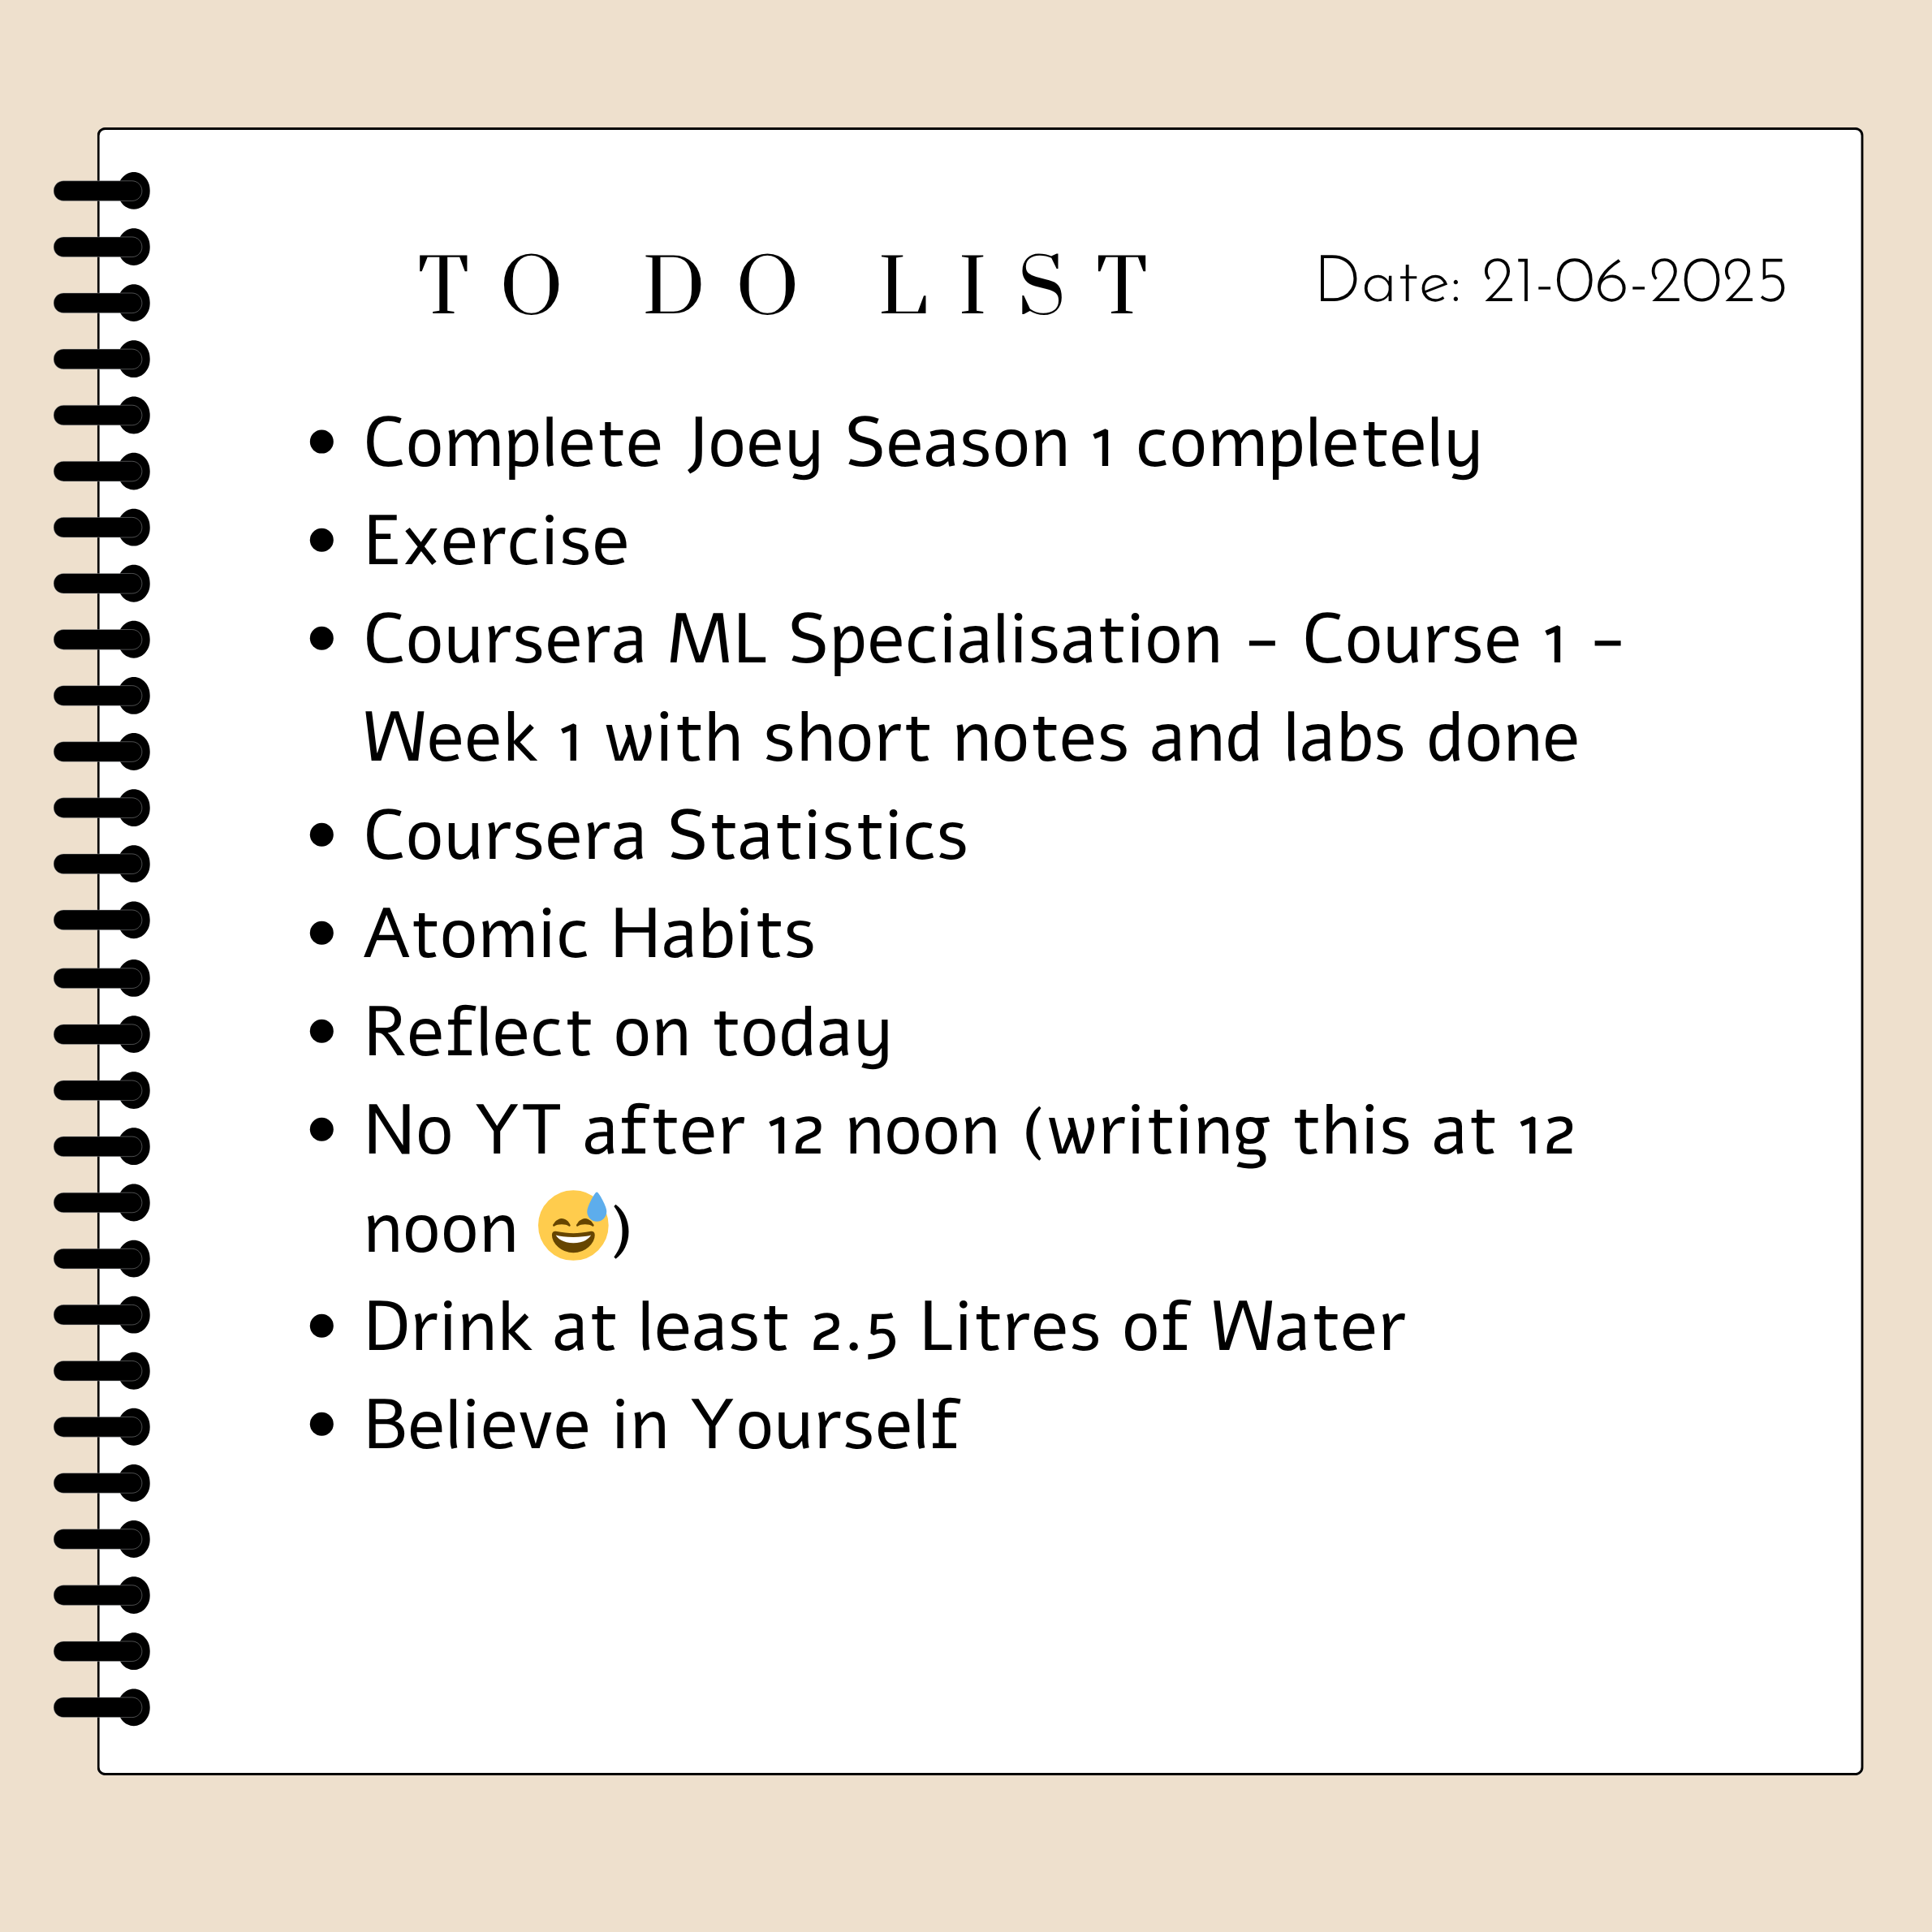 TO DO LIST Date: 21-06-2025
• Complete Joey Season 1 completely
• Exercise
• Coursera ML Specialisation – Course 1 –
Week 1 with short notes and labs done
• Coursera Statistics
• Atomic Habits
• Reflect on today
• No YT after 12 noon (writing this at 12
noon 😅)
• Drink at least 2.5 Litres of Water
• Believe in Yourself